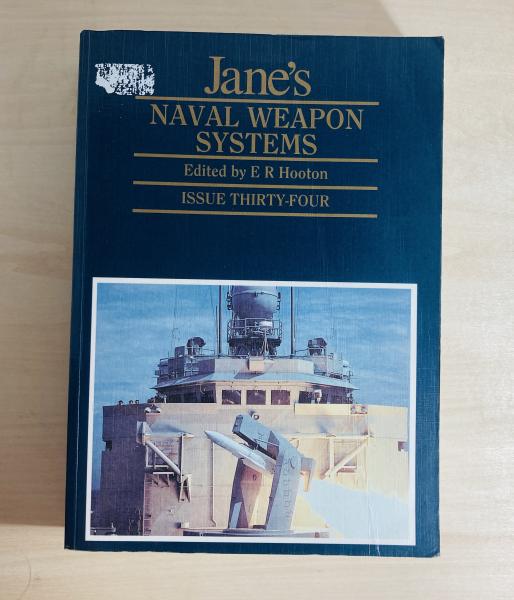 Jane's
NAVAL WEAPON
SYSTEMS
Edited by E R Hooton
ISSUE THIRTY-FOUR